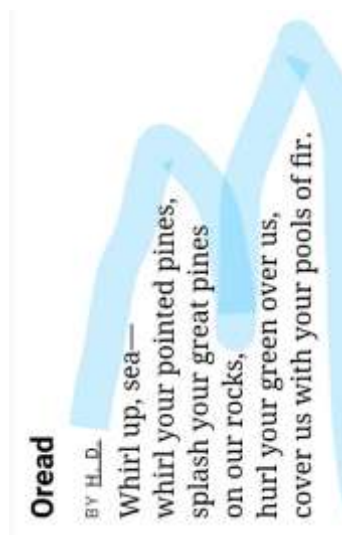 Oread
BY H. D.
Whirl up, sea—
whirl your pointed pines,
splash your great pines
on our rocks,
hurl your green over us,
cover us with your pools of fir.